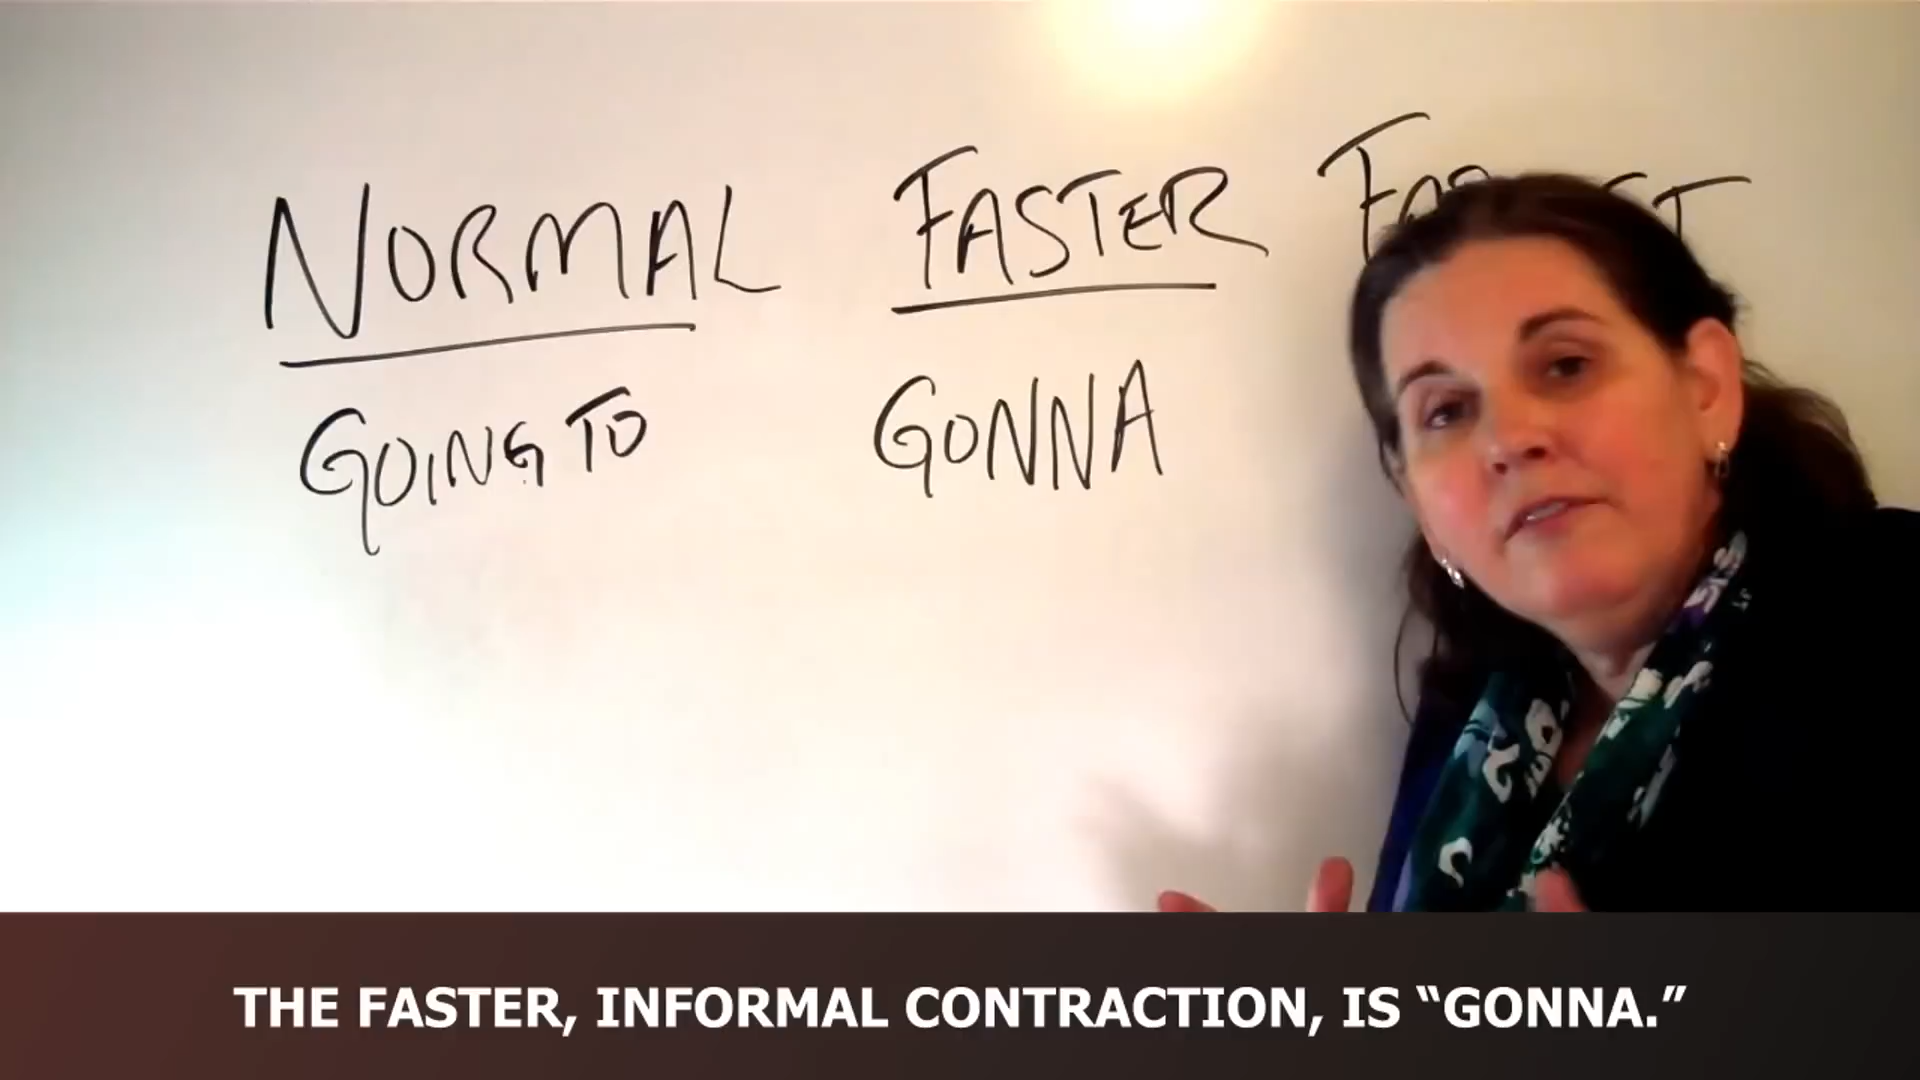 NORMAL FASTER
GOING TO GONNA
THE FASTER, INFORMAL CONTRACTION, IS “GONNA.”